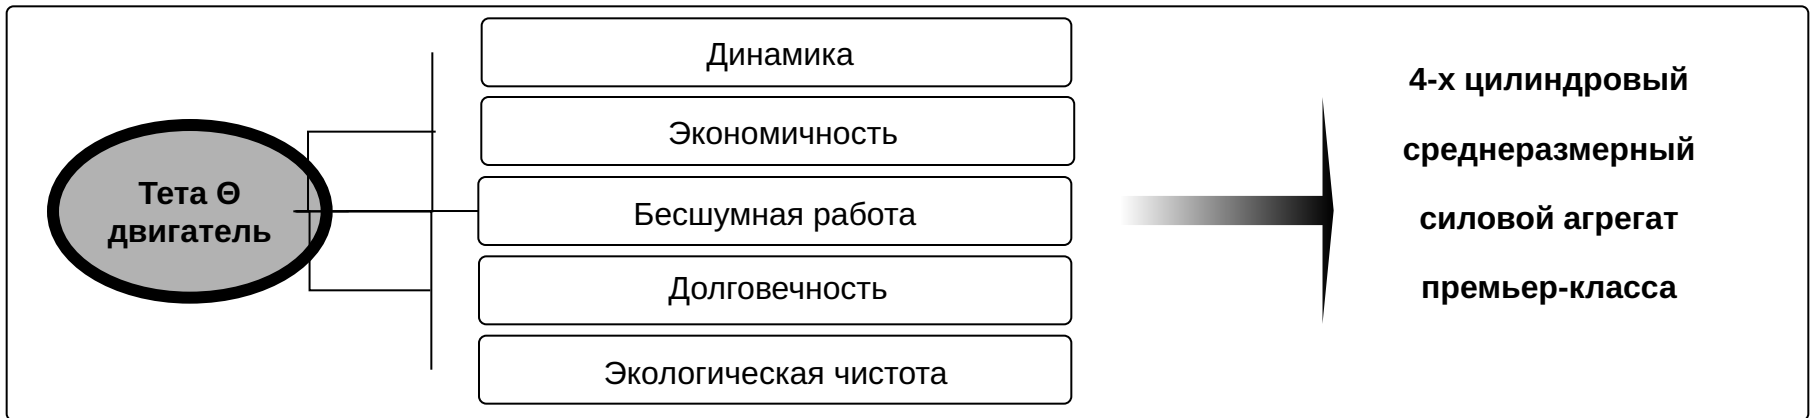 Тета Θ
двигатель
Динамика
Экономичность
Бесшумная работа
Долговечность
Экологическая чистота
4-х цилиндровый
среднеразмерный
силовой агрегат
премьер-класса